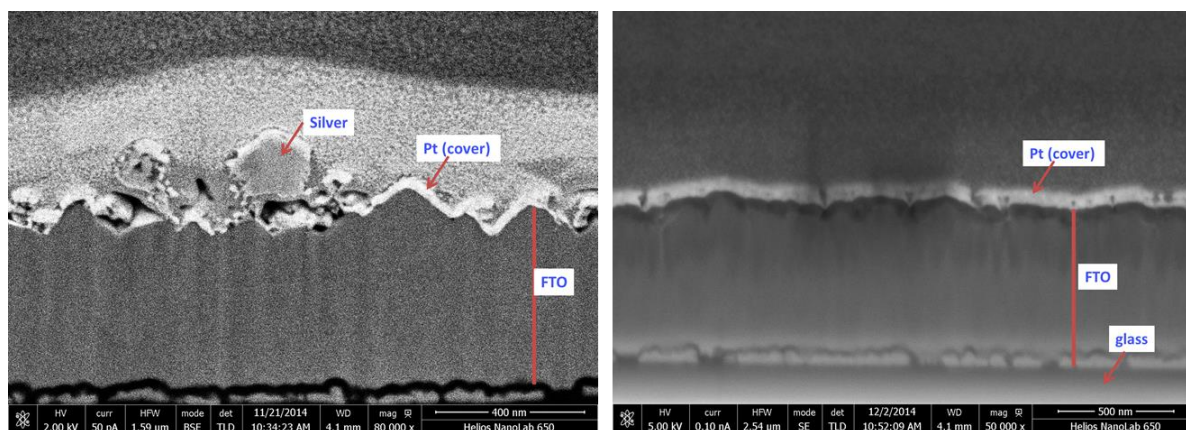 Silver
Pt (cover)
FTO
HV curr HFW mode det 11/21/2014 WD mag 400 nm
2.00 kV 50 pA 1.59 µm BSE TLD 10:34:23 AM 4.1 mm 80 000 x Helios NanoLab 650
Pt (cover)
FTO
glass
HV curr HFW mode det 12/2/2014 WD mag 500 nm
5.00 kV 0.10 nA 2.54 µm SE TLD 10:52:09 AM 4.1 mm 50 000 x Helios NanoLab 650